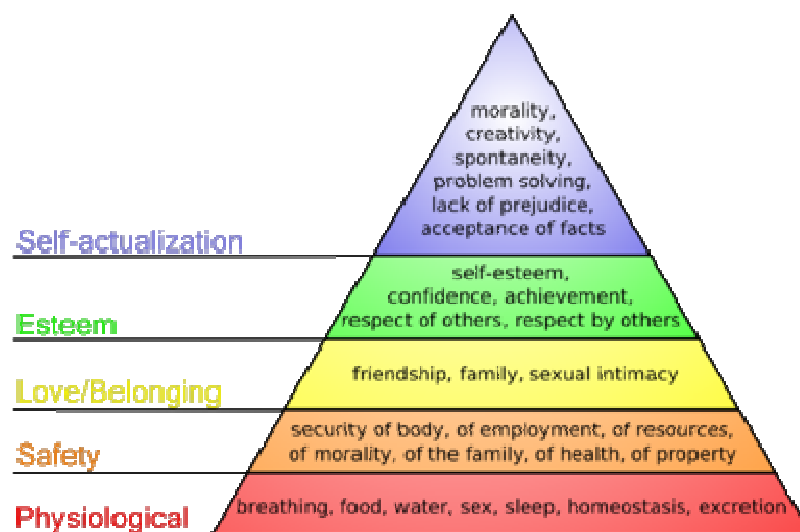 morality,
creativity,
spontaneity,
problem solving,
lack of prejudice,
acceptance of facts
Self-actualization
self-esteem,
confidence, achievement,
respect of others, respect by others
Esteem
friendship, family, sexual intimacy
Love/Belonging
security of body, of employment, of resources,
of morality, of the family, of health, of property
Safety
breathing, food, water, sex, sleep, homeostasis, excretion
Physiological